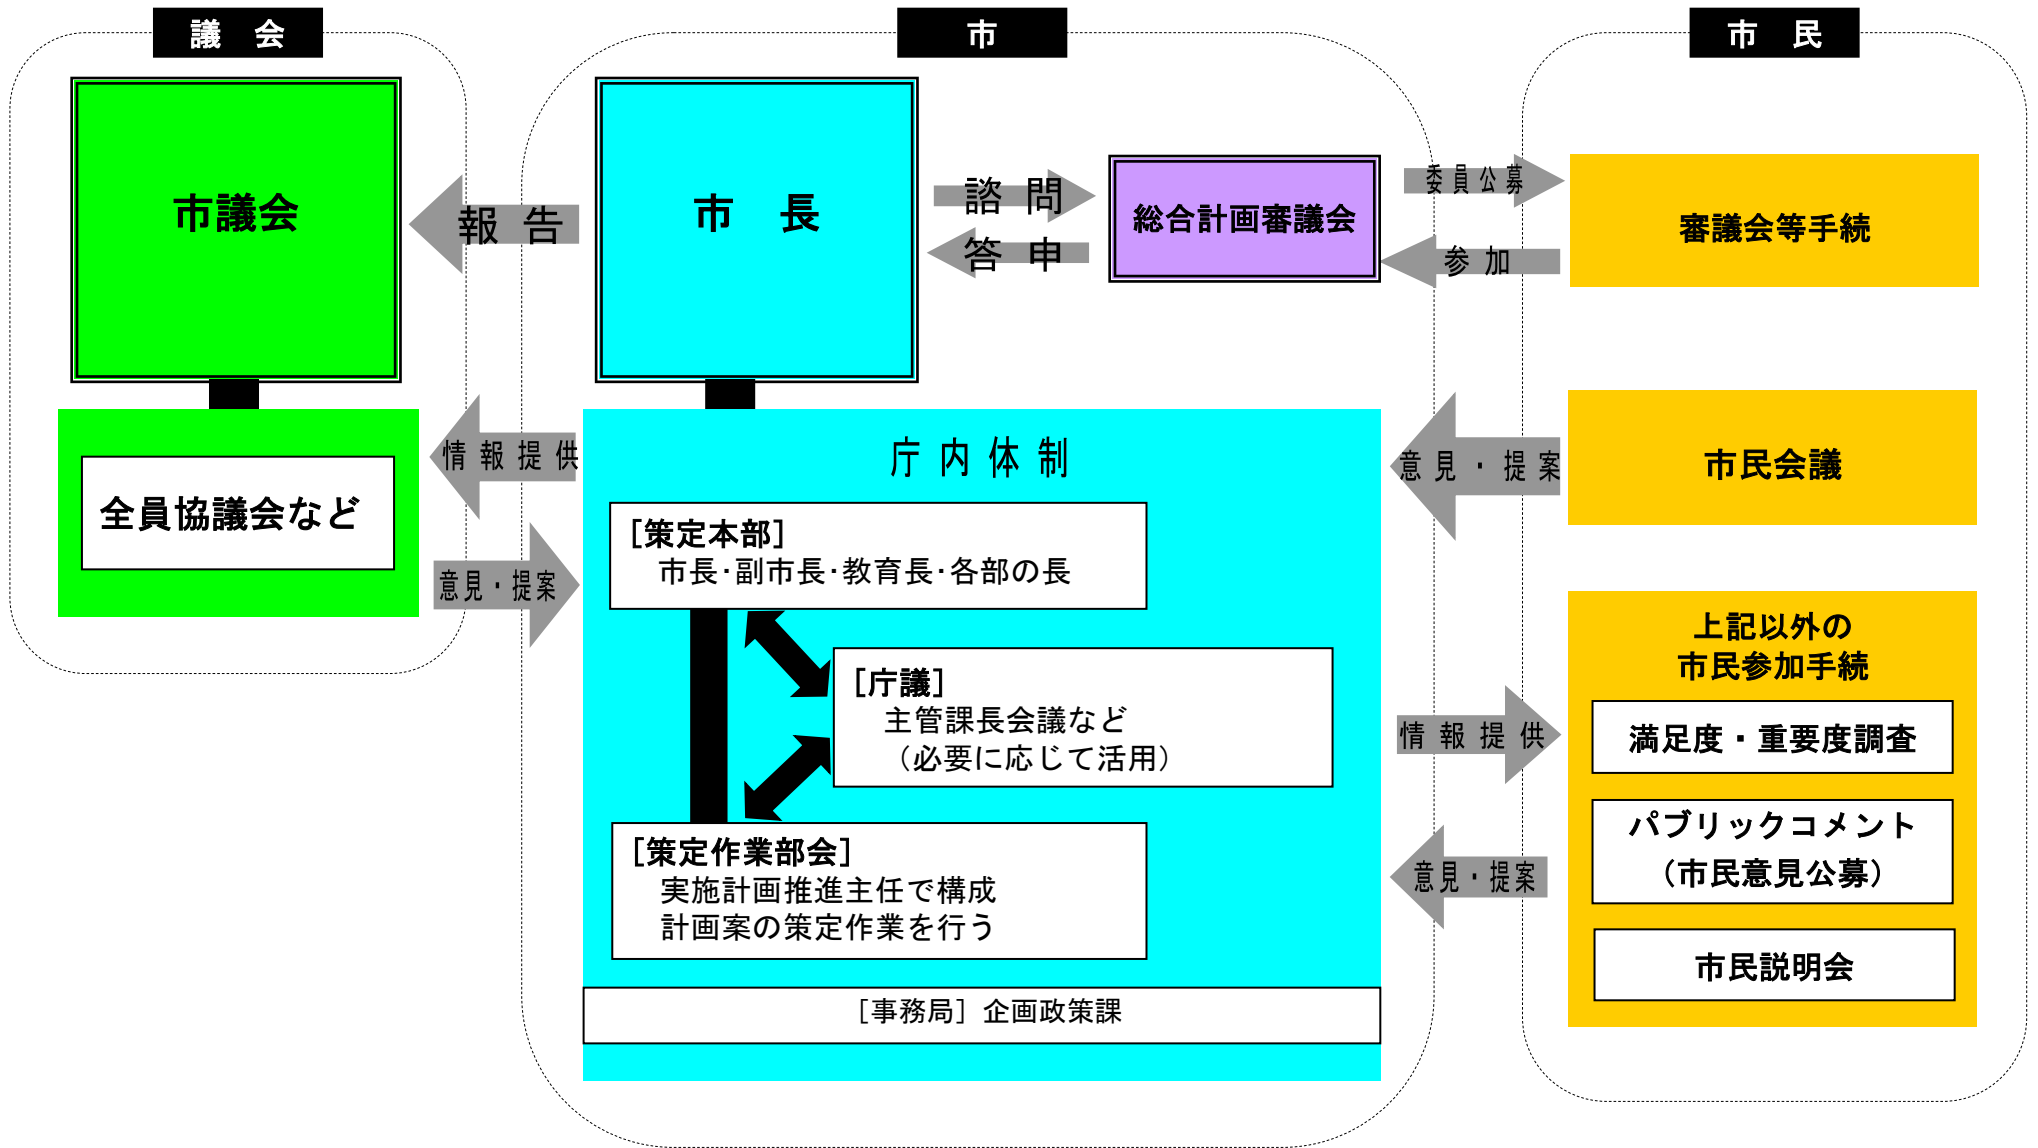 議　会
市議会
全員協議会など
報告
情報提供
意見・提案
市
市　長
諮問
答申
総合計画審議会
庁内体制
［策定本部］
市長・副市長・教育長・各部の長
［庁議］
主管課長会議など
（必要に応じて活用）
［策定作業部会］
実施計画推進主任で構成
計画案の策定作業を行う
［事務局］企画政策課
委員公募
参加
意見・提案
情報提供
意見・提案
市　民
審議会等手続
市民会議
上記以外の
市民参加手続
満足度・重要度調査
パブリックコメント
（市民意見公募）
市民説明会